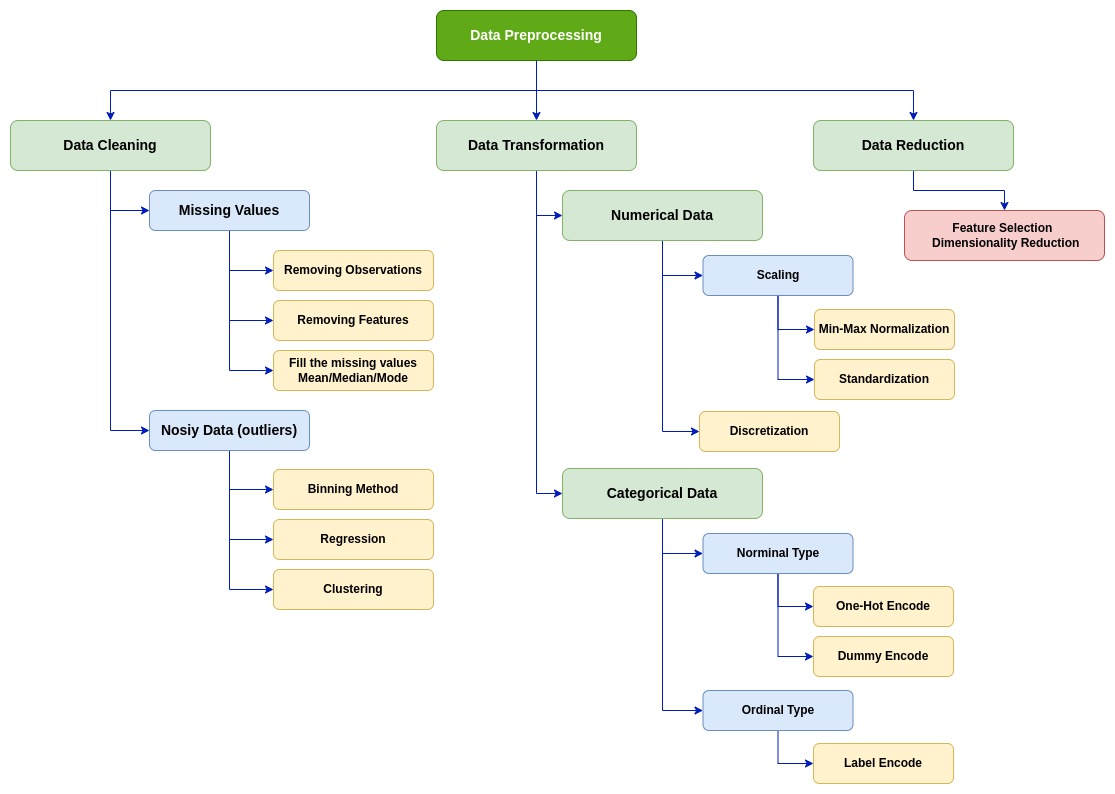 Data Preprocessing
Data Cleaning
Data Transformation
Data Reduction
Missing Values
Removing Observations
Removing Features
Fill the missing values
Mean/Median/Mode
Nosiy Data (outliers)
Binning Method
Regression
Clustering
Numerical Data
Scaling
Min-Max Normalization
Standardization
Discretization
Categorical Data
Norminal Type
One-Hot Encode
Dummy Encode
Ordinal Type
Label Encode
Feature Selection
Dimensionality Reduction